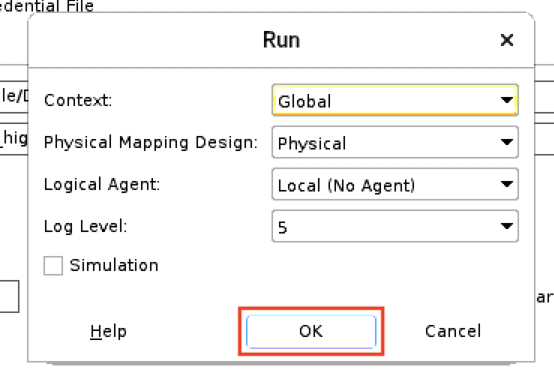 edential File
Run
le/D
Context: Global
_hig
Physical Mapping Design: Physical
Logical Agent: Local (No Agent)
Log Level: 5
Simulation
ar
Help OK Cancel